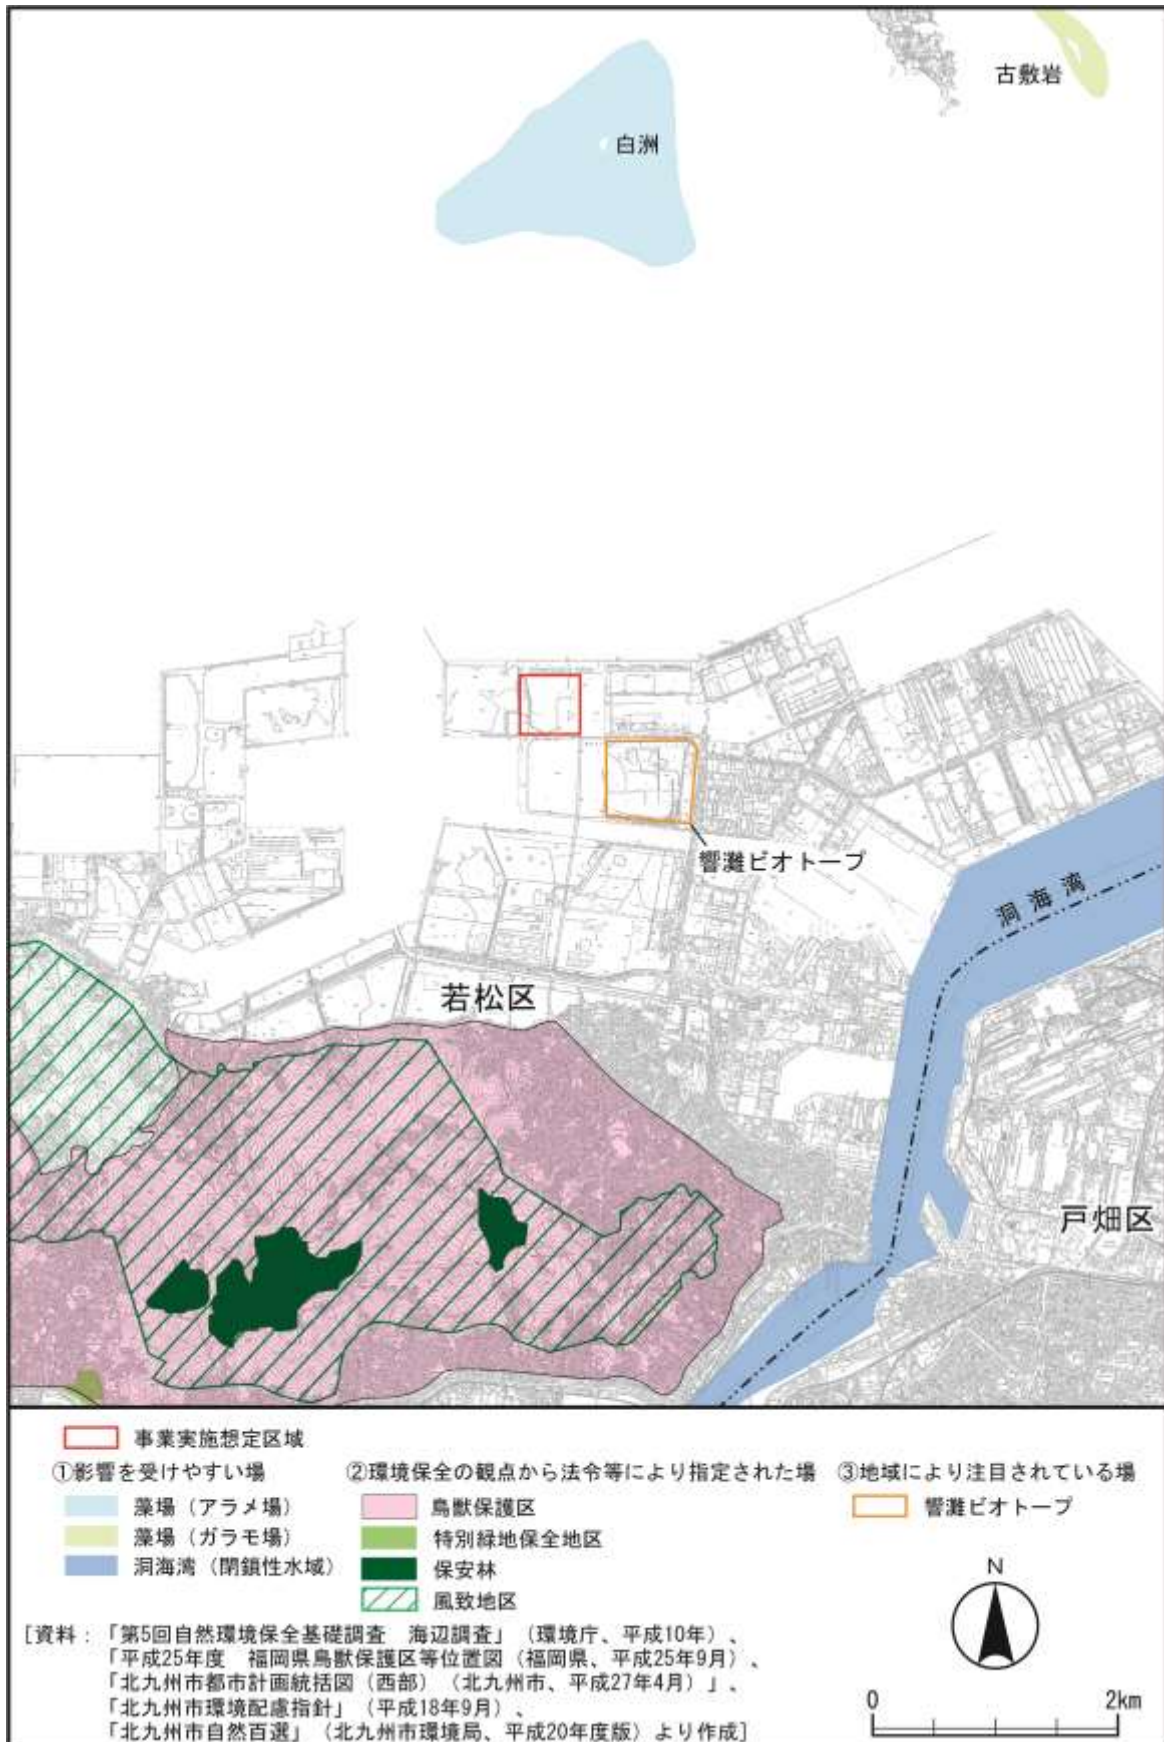 古敷岩
白洲
響灘ビオトープ
洞海湾
若松区
戸畑区
事業実施想定区域
①影響を受けやすい場
藻場（アラメ場）
藻場（ガラモ場）
洞海湾（閉鎖性水域）
②環境保全の観点から法令等により指定された場
鳥獣保護区
特別緑地保全地区
保安林
風致地区
③地域により注目されている場
響灘ビオトープ
N
[資料：「第5回自然環境保全基礎調査　海辺調査」（環境庁、平成10年）、
「平成25年度　福岡県鳥獣保護区等位置図（福岡県、平成25年9月）、
「北九州市都市計画統括図（西部）（北九州市、平成27年4月）」、
「北九州市環境配慮指針」（平成18年9月）、
「北九州市自然百選」（北九州市環境局、平成20年度版）より作成]
0 2km